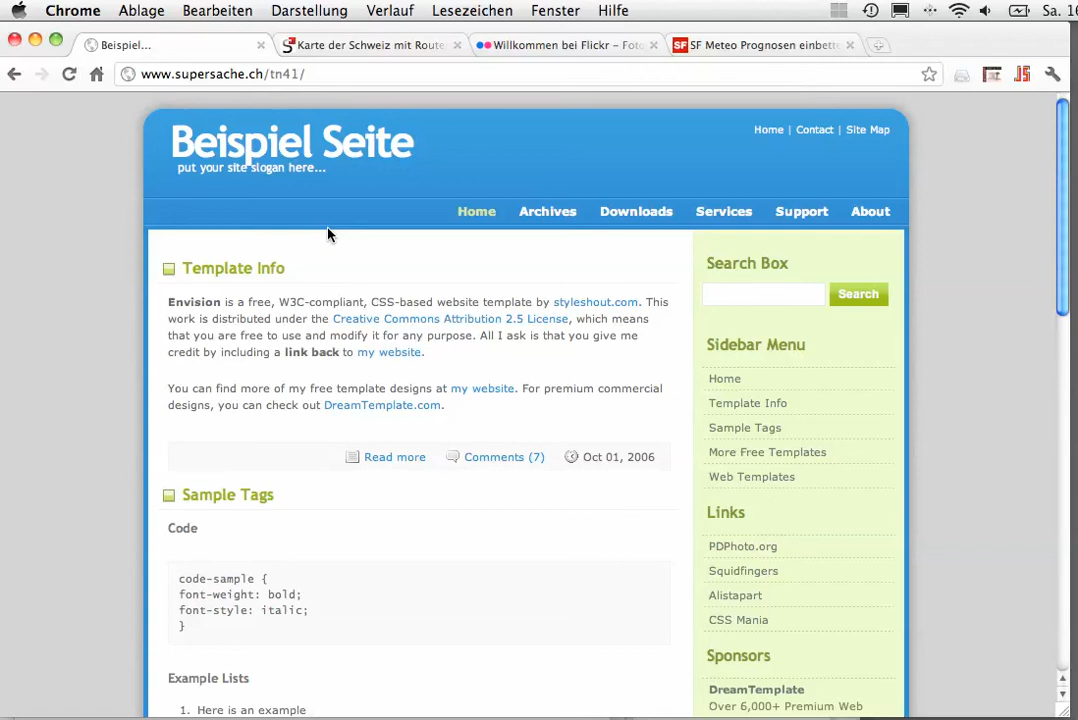 Chrome Ablage Bearbeiten Darstellung Verlauf Lesezeichen Fenster Hilfe Sa. 16
Beispiel... Karte der Schweiz mit Route Willkommen bei Flickr – Foto SF Meteo Prognosen einbett
www.supersache.ch/tn41/
Beispiel Seite
put your site slogan here...
Home | Contact | Site Map
Home Archives Downloads Services Support About
Template Info
Envision is a free, W3C-compliant, CSS-based website template by styleshout.com. This
work is distributed under the Creative Commons Attribution 2.5 License, which means
that you are free to use and modify it for any purpose. All I ask is that you give me
credit by including a link back to my website.
You can find more of my free template designs at my website. For premium commercial
designs, you can check out DreamTemplate.com.
Read more Comments (7) Oct 01, 2006
Sample Tags
Code
code-sample {
font-weight: bold;
font-style: italic;
}
Example Lists
1. Here is an example
Search Box
Search
Sidebar Menu
Home
Template Info
Sample Tags
More Free Templates
Web Templates
Links
PDPhoto.org
Squidfingers
Alistapart
CSS Mania
Sponsors
DreamTemplate
Over 6,000+ Premium Web